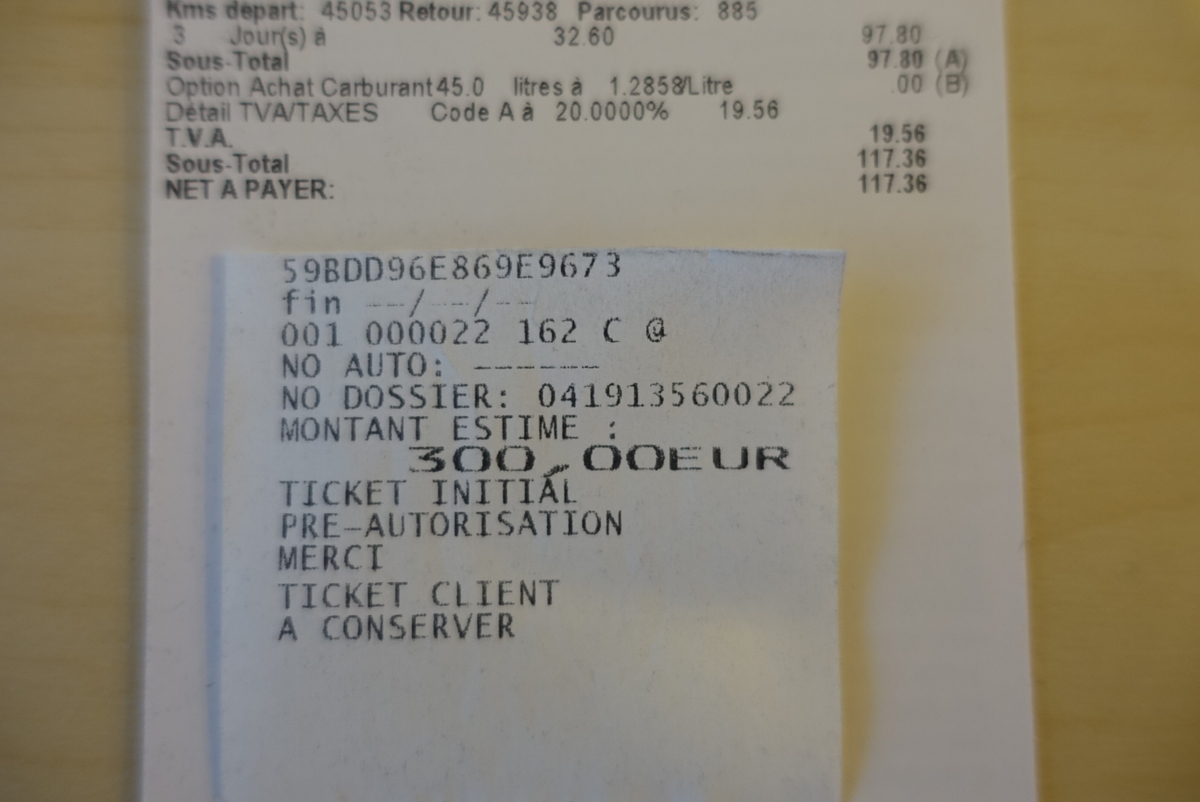 Kms depart: 45053 Retour: 45938 Parcourus: 885
3 Jour(s) à 32.60 97.80
Sous-Total 97.80 (A)
Option Achat Carburant 45.0 litres à 1.2858/Litre .00 (B)
Détail TVA/TAXES Code A à 20.0000% 19.56
T.V.A. 19.56
Sous-Total 117.36
NET A PAYER: 117.36
59BDD96E869E9673
fin --/--/--
001 000022 162 C @
NO AUTO: ------
NO DOSSIER: 041913560022
MONTANT ESTIME :
300,00EUR
TICKET INITIAL
PRE-AUTORISATION
MERCI
TICKET CLIENT
A CONSERVER